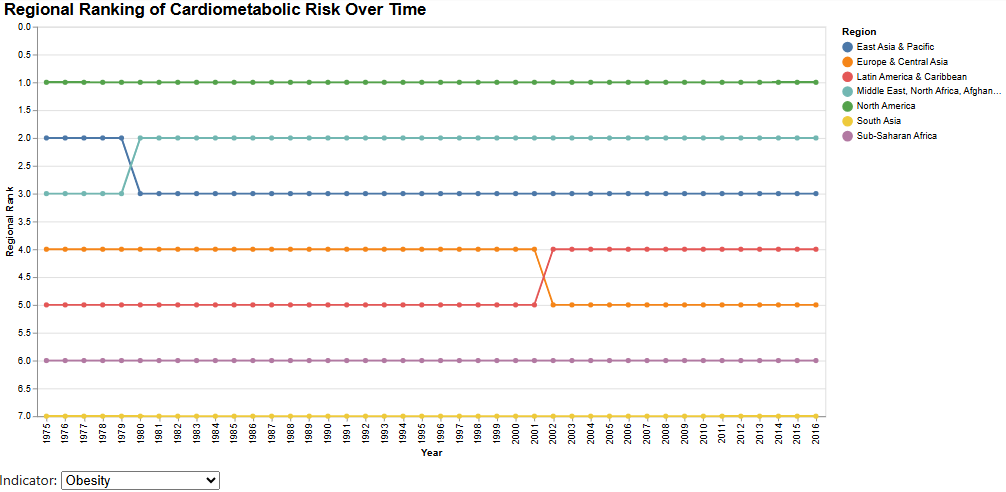 Regional Ranking of Cardiometabolic Risk Over Time
0.0
0.5
1.0
1.5
2.0
2.5
3.0
3.5
4.0
4.5
5.0
5.5
6.0
6.5
7.0
Regional Rank
1975 1976 1977 1978 1979 1980 1981 1982 1983 1984 1985 1986 1987 1988 1989 1990 1991 1992 1993 1994 1995 1996 1997 1998 1999 2000 2001 2002 2003 2004 2005 2006 2007 2008 2009 2010 2011 2012 2013 2014 2015 2016
Year
Region
East Asia & Pacific
Europe & Central Asia
Latin America & Caribbean
Middle East, North Africa, Afghan…
North America
South Asia
Sub-Saharan Africa
Indicator: Obesity